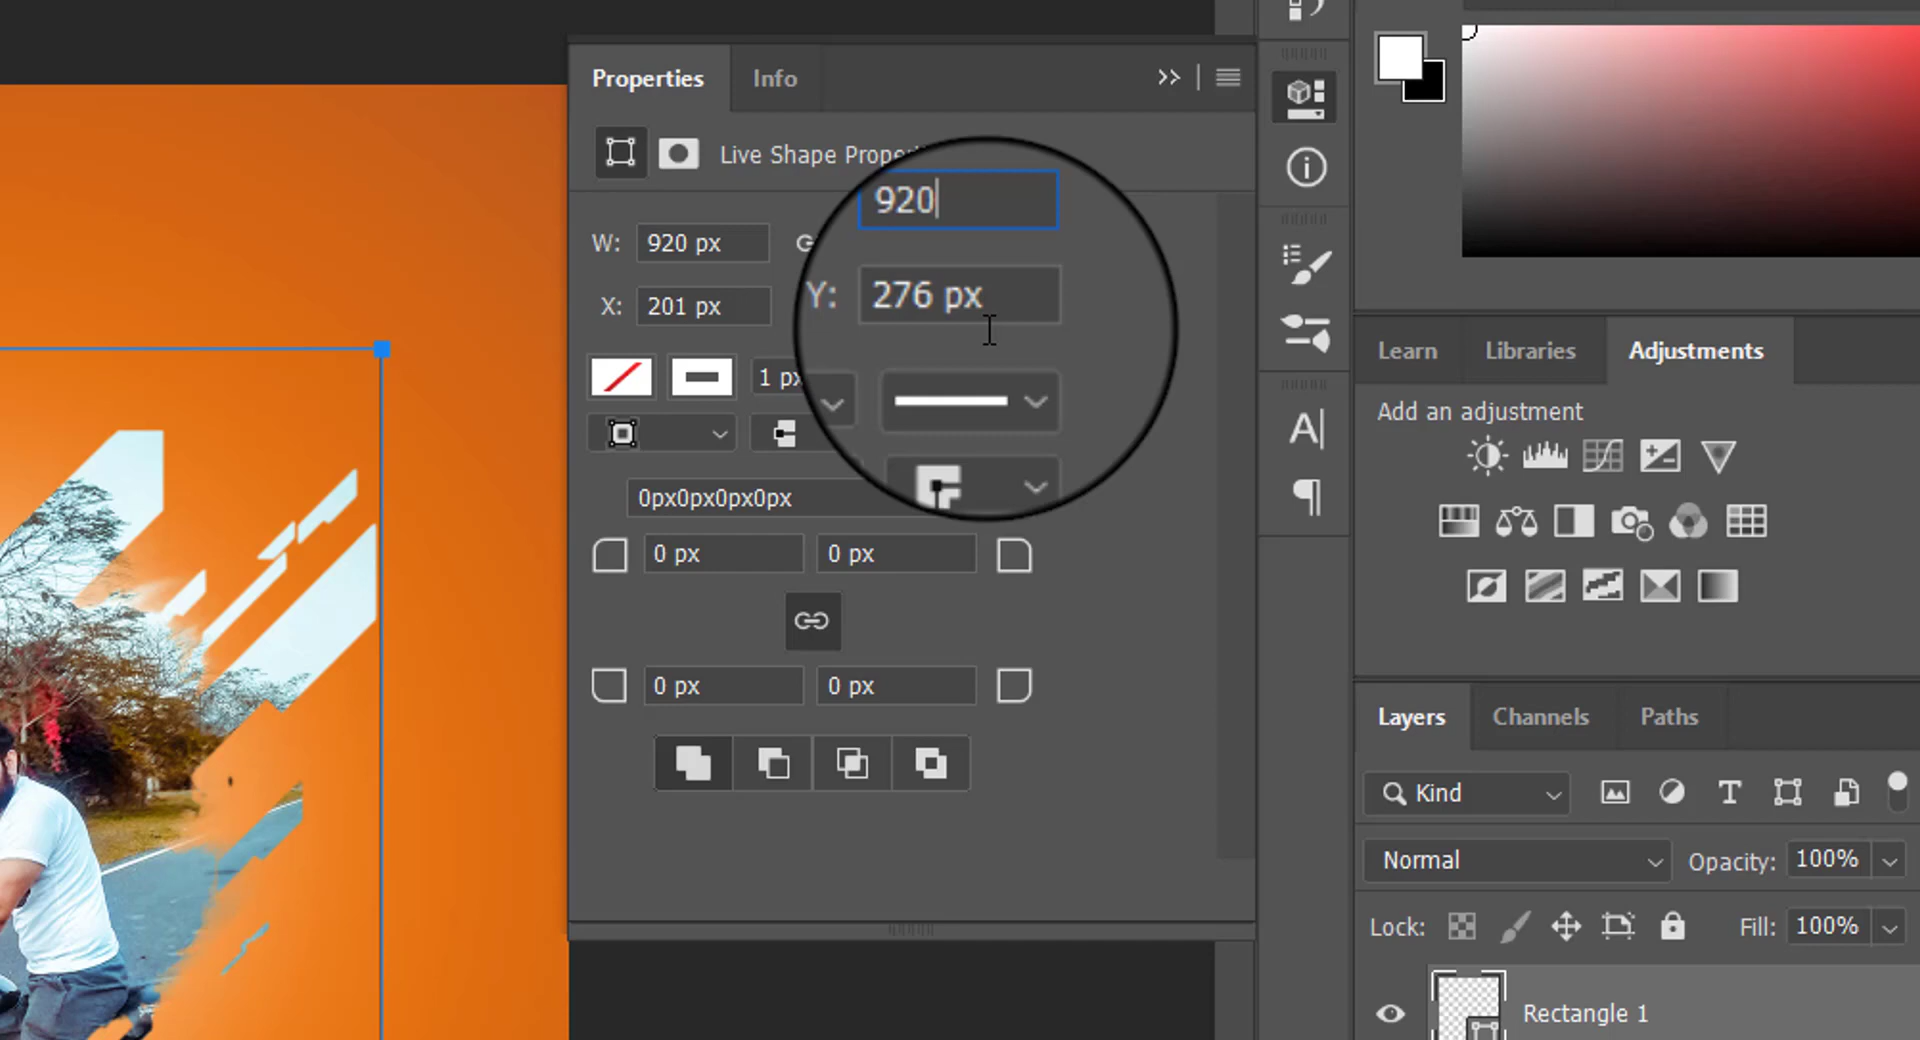 Properties Info
Live Shape Prope
920
W: 920 px
X: 201 px
Y: 276 px
1 px
0px0px0px0px
0 px 0 px
0 px 0 px
Learn Libraries Adjustments
Add an adjustment
Layers Channels Paths
Kind
Normal Opacity: 100%
Lock: Fill: 100%
Rectangle 1